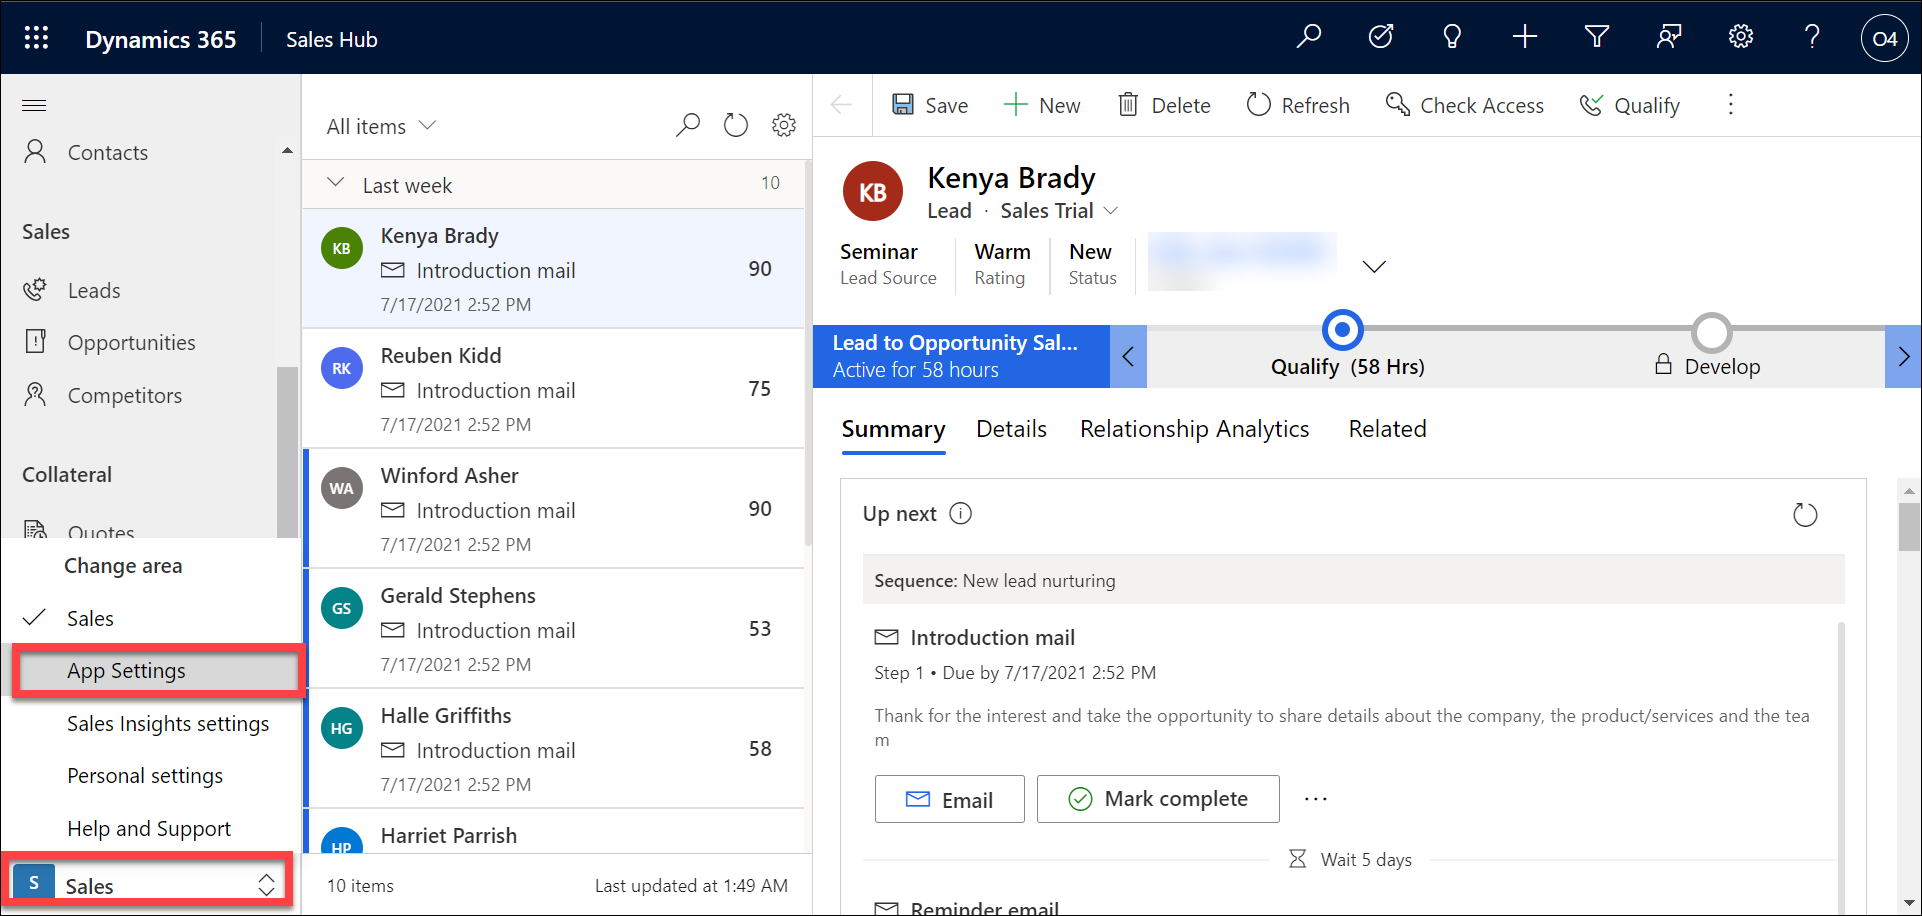 Dynamics 365
Sales Hub
O4
Contacts
Sales
Leads
Opportunities
Competitors
Collateral
Quotes
Change area
Sales
App Settings
Sales Insights settings
Personal settings
Help and Support
S
Sales
All items
Last week
10
KB
Kenya Brady
Introduction mail
90
7/17/2021 2:52 PM
RK
Reuben Kidd
Introduction mail
75
7/17/2021 2:52 PM
WA
Winford Asher
Introduction mail
90
7/17/2021 2:52 PM
GS
Gerald Stephens
Introduction mail
53
7/17/2021 2:52 PM
HG
Halle Griffiths
Introduction mail
58
7/17/2021 2:52 PM
HP
Harriet Parrish
10 items
Last updated at 1:49 AM
Save
New
Delete
Refresh
Check Access
Qualify
KB
Kenya Brady
Lead · Sales Trial
Seminar
Lead Source
Warm
Rating
New
Status
Lead to Opportunity Sal...
Active for 58 hours
Qualify (58 Hrs)
Develop
Summary
Details
Relationship Analytics
Related
Up next
Sequence: New lead nurturing
Introduction mail
Step 1 • Due by 7/17/2021 2:52 PM
Thank for the interest and take the opportunity to share details about the company, the product/services and the tea
m
Email
Mark complete
Wait 5 days
Reminder email